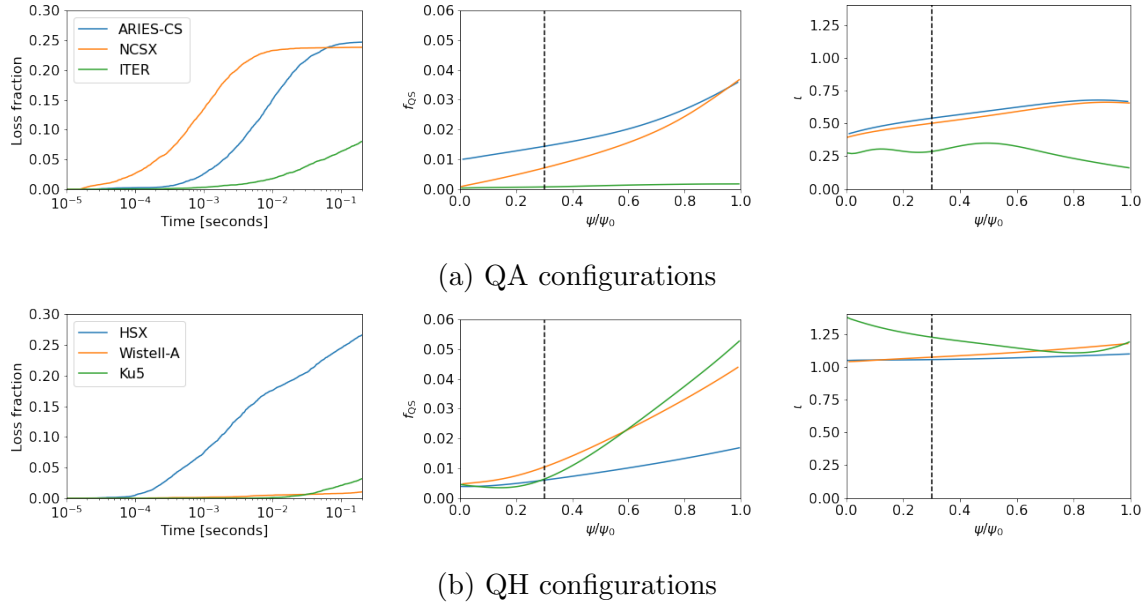 ARIES-CS
NCSX
ITER
Loss fraction
0.30
0.25
0.20
0.15
0.10
0.05
0.00
10⁻⁵ 10⁻⁴ 10⁻³ 10⁻² 10⁻¹
Time [seconds]
f_QS
0.06
0.05
0.04
0.03
0.02
0.01
0.00
0.0 0.2 0.4 0.6 0.8 1.0
ψ/ψ₀
ι
1.25
1.00
0.75
0.50
0.25
0.00
0.0 0.2 0.4 0.6 0.8 1.0
ψ/ψ₀
(a) QA configurations
HSX
Wistell-A
Ku5
Loss fraction
0.30
0.25
0.20
0.15
0.10
0.05
0.00
10⁻⁵ 10⁻⁴ 10⁻³ 10⁻² 10⁻¹
Time [seconds]
f_QS
0.06
0.05
0.04
0.03
0.02
0.01
0.00
0.0 0.2 0.4 0.6 0.8 1.0
ψ/ψ₀
ι
1.25
1.00
0.75
0.50
0.25
0.00
0.0 0.2 0.4 0.6 0.8 1.0
ψ/ψ₀
(b) QH configurations